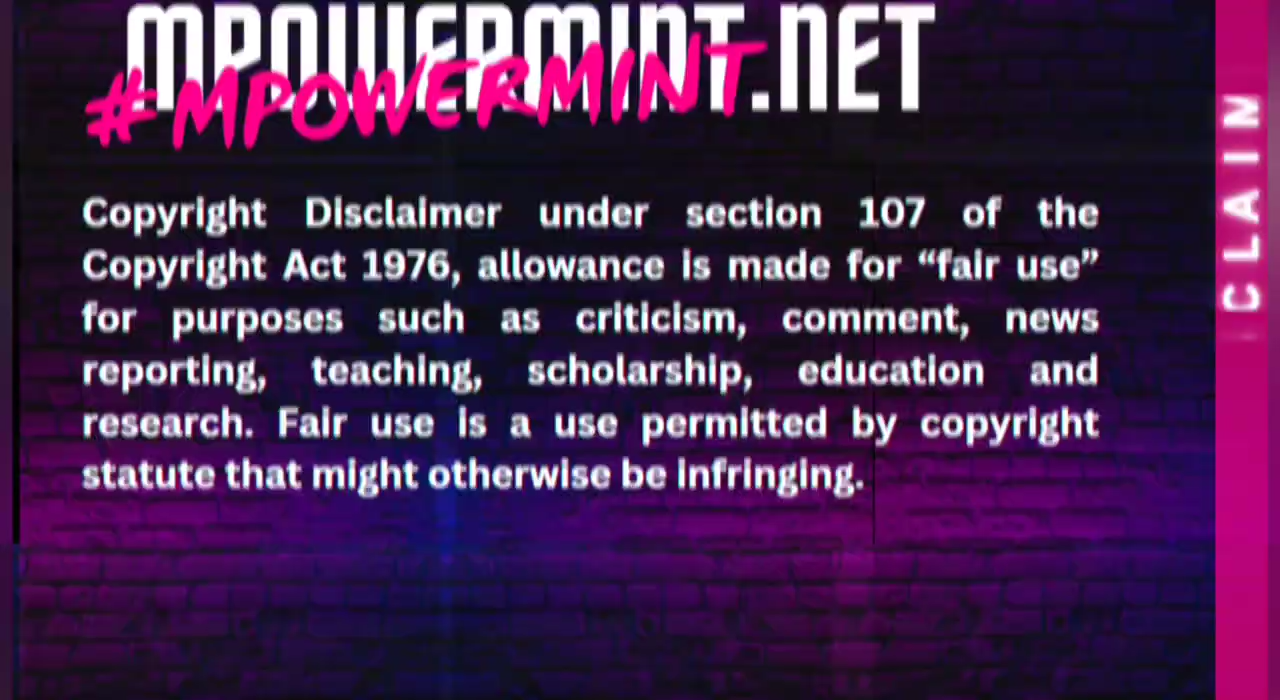 MPOWERMINT.NET
#MPOWERMINT
Copyright Disclaimer under section 107 of the
Copyright Act 1976, allowance is made for “fair use”
for purposes such as criticism, comment, news
reporting, teaching, scholarship, education and
research. Fair use is a use permitted by copyright
statute that might otherwise be infringing.
CLAIM